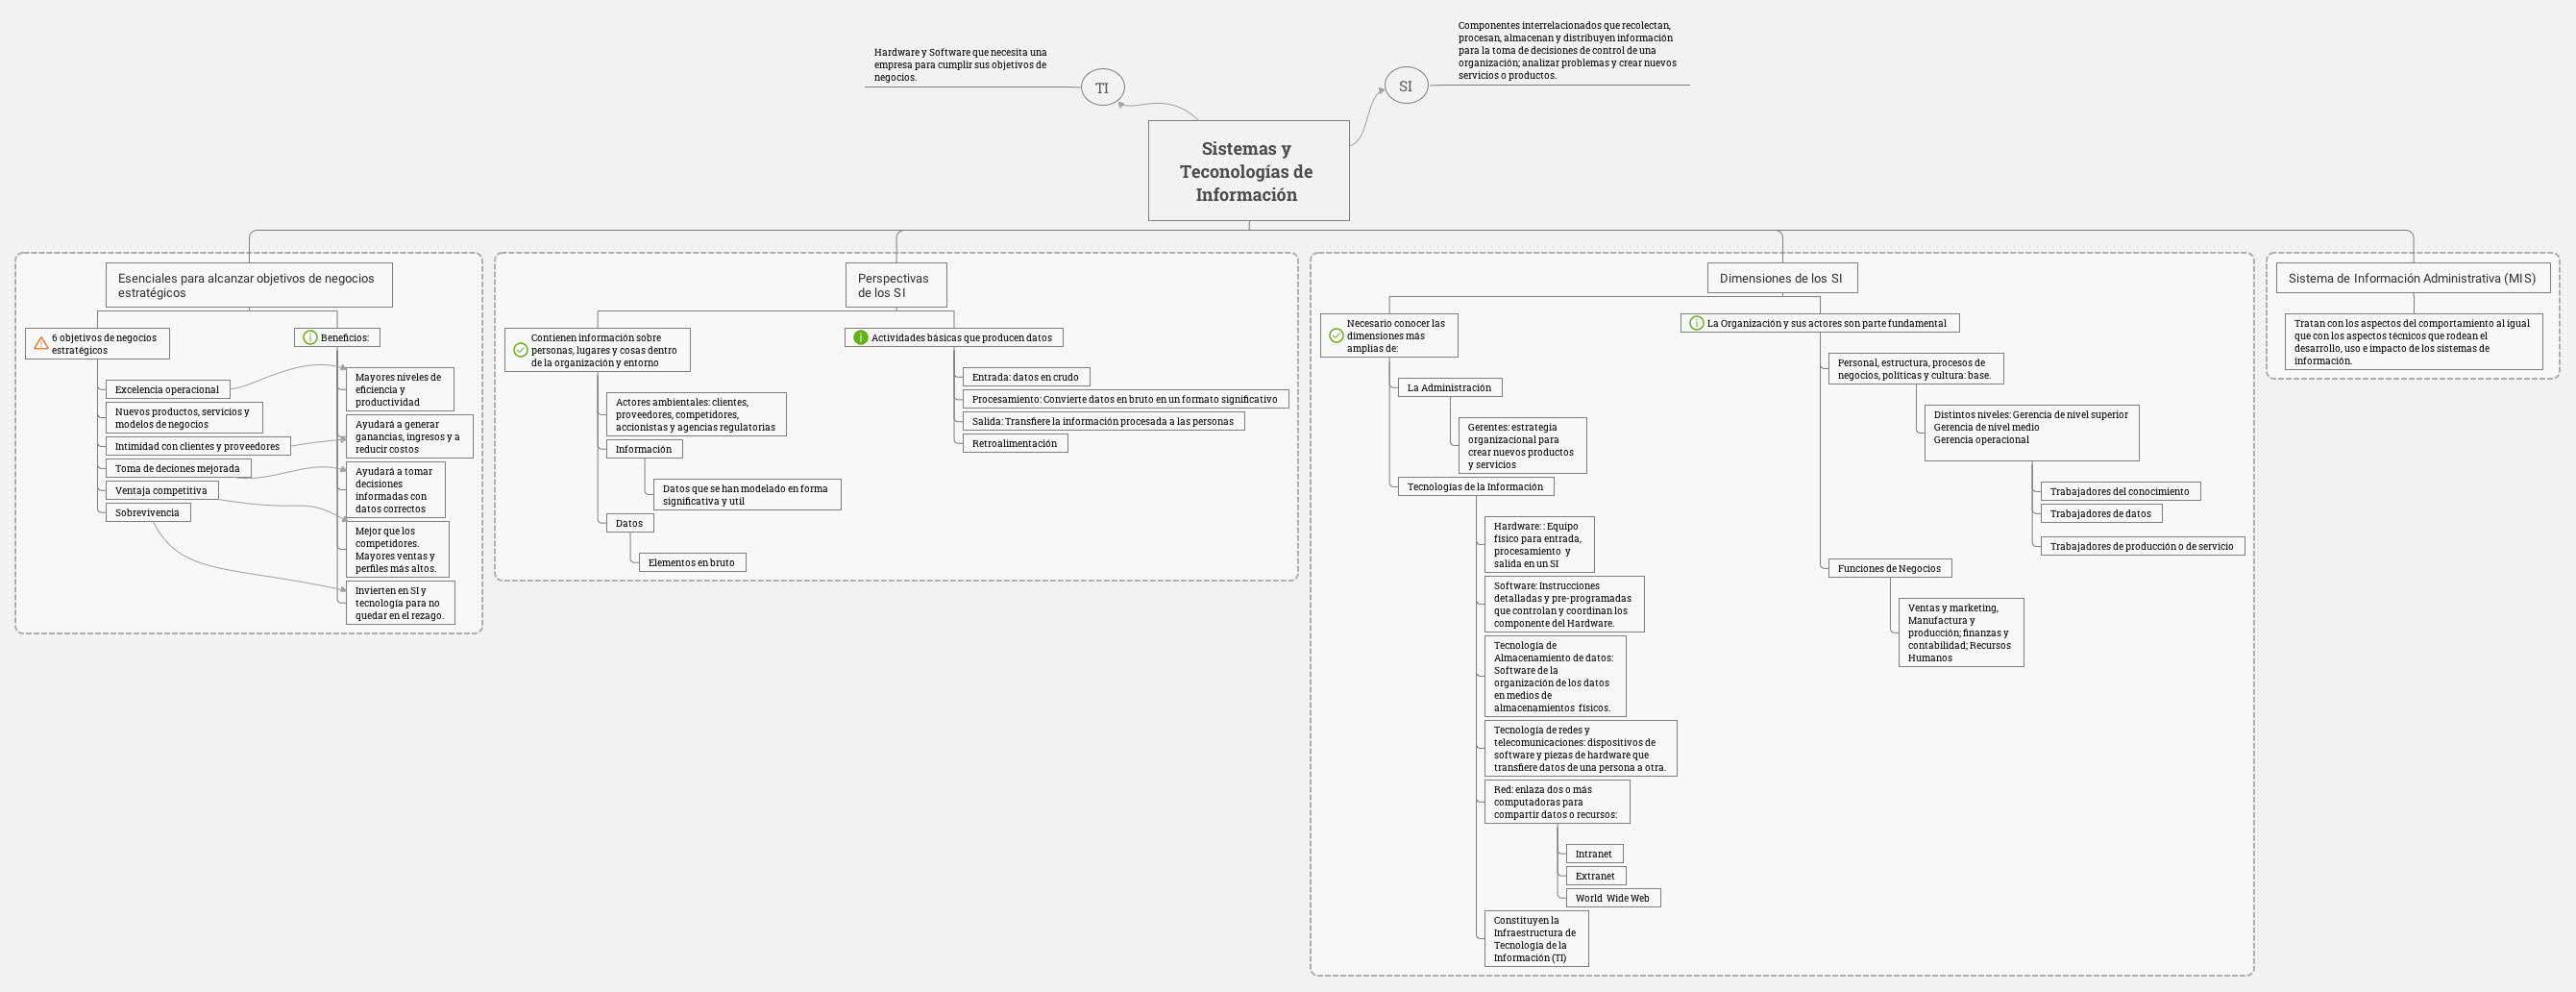 Componentes interrelacionados que recolectan,
procesan, almacenan y distribuyen información
para la toma de decisiones de control de una
organización; analizar problemas y crear nuevos
servicios o productos.
Hardware y Software que necesita una
empresa para cumplir sus objetivos de
negocios.
TI
SI
Sistemas y
Teconologías de
Información
Esenciales para alcanzar objetivos de negocios
estratégicos
6 objetivos de negocios
estratégicos
Excelencia operacional
Nuevos productos, servicios y
modelos de negocios
Intimidad con clientes y proveedores
Toma de deciones mejorada
Ventaja competitiva
Sobrevivencia
Beneficios:
Mayores niveles de
eficiencia y
productividad
Ayudará a generar
ganancias, ingresos y a
reducir costos
Ayudará a tomar
decisiones
informadas con
datos correctos
Mejor que los
competidores.
Mayores ventas y
perfiles más altos.
Invierten en SI y
tecnología para no
quedar en el rezago.
Perspectivas
de los SI
Contienen información sobre
personas, lugares y cosas dentro
de la organización y entorno
Actores ambientales: clientes,
proveedores, competidores,
accionistas y agencias regulatorias
Información
Datos que se han modelado en forma
significativa y util
Datos
Elementos en bruto
Actividades básicas que producen datos
Entrada: datos en crudo
Procesamiento: Convierte datos en bruto en un formato significativo
Salida: Transfiere la información procesada a las personas
Retroalimentación
Dimensiones de los SI
Necesario conocer las
dimensiones más
amplias de:
La Administración
Gerentes: estrategia
organizacional para
crear nuevos productos
y servicios
Tecnologías de la Información
Hardware: : Equipo
físico para entrada,
procesamiento y
salida en un SI
Software: Instrucciones
detalladas y pre-programadas
que controlan y coordinan los
componente del Hardware.
Tecnología de
Almacenamiento de datos:
Software de la
organización de los datos
en medios de
almacenamientos físicos.
Tecnología de redes y
telecomunicaciones: dispositivos de
software y piezas de hardware que
transfiere datos de una persona a otra.
Red: enlaza dos o más
computadoras para
compartir datos o recursos:
Intranet
Extranet
World Wide Web
Constituyen la
Infraestructura de
Tecnología de la
Información (TI)
La Organización y sus actores son parte fundamental
Personal, estructura, procesos de
negocios, políticas y cultura: base.
Distintos niveles: Gerencia de nivel superior
Gerencia de nivel medio
Gerencia operacional
Trabajadores del conocimiento
Trabajadores de datos
Trabajadores de producción o de servicio
Funciones de Negocios
Ventas y marketing,
Manufactura y
producción; finanzas y
contabilidad; Recursos
Humanos
Sistema de Información Administrativa (MIS)
Tratan con los aspectos del comportamiento al igual
que con los aspectos técnicos que rodean el
desarrollo, uso e impacto de los sistemas de
información.